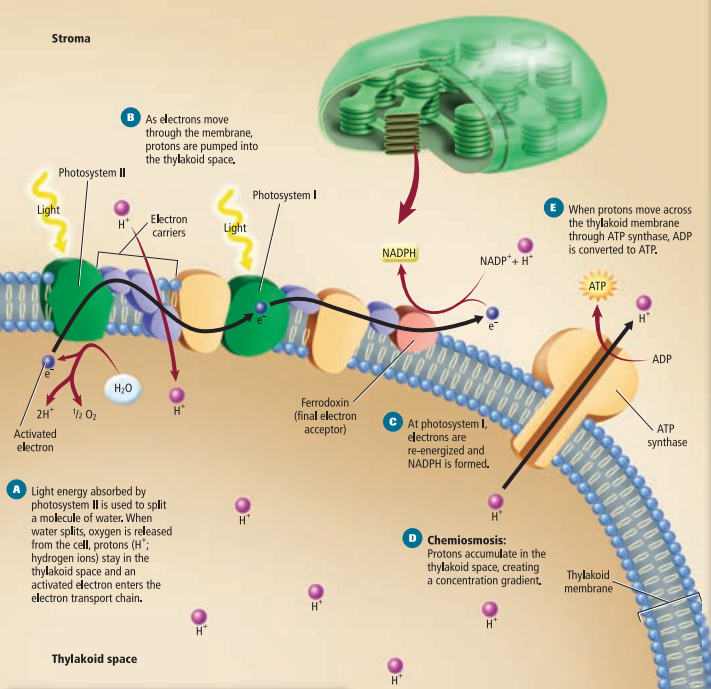 Stroma
B As electrons move
through the membrane,
protons are pumped into
the thylakoid space.
Photosystem II
Light
H⁺
Electron
carriers
Photosystem I
Light
NADPH
NADP⁺ + H⁺
E When protons move across
the thylakoid membrane
through ATP synthase, ADP
is converted to ATP.
ATP
H⁺
e⁻
e⁻
ADP
e⁻
H₂O
2H⁺
½ O₂
H⁺
Activated
electron
Ferrodoxin
(final electron
acceptor)
C At photosystem I,
electrons are
re-energized and
NADPH is formed.
ATP
synthase
A Light energy absorbed by
photosystem II is used to split
a molecule of water. When
water splits, oxygen is released
from the cell, protons (H⁺;
hydrogen ions) stay in the
thylakoid space and an
activated electron enters the
electron transport chain.
H⁺
H⁺
D Chemiosmosis:
Protons accumulate in the
thylakoid space, creating
a concentration gradient.
Thylakoid
membrane
H⁺
H⁺
H⁺
H⁺
Thylakoid space